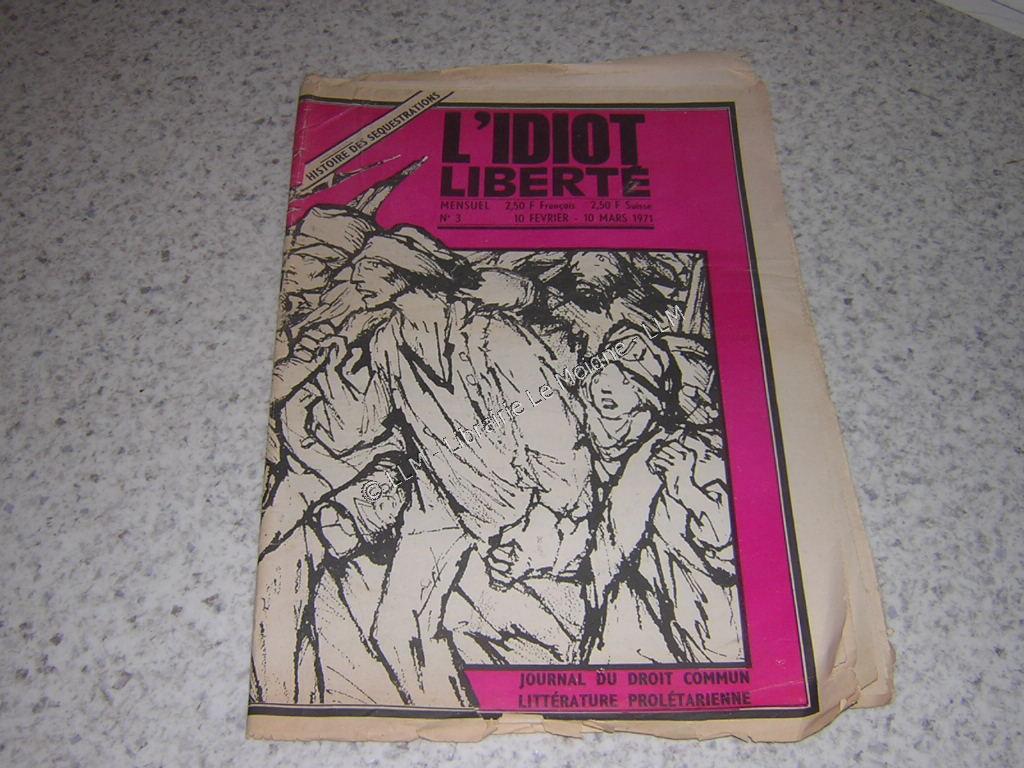 HISTOIRE DES SEQUESTRATIONS
L'IDIOT
LIBERTÉ
MENSUEL 2,50 F Français 2,50 F Suisse
N° 3 10 FEVRIER - 10 MARS 1971
© LLM - Librairie Le Moigne - LLM
JOURNAL DU DROIT COMMUN
LITTÉRATURE PROLÉTARIENNE